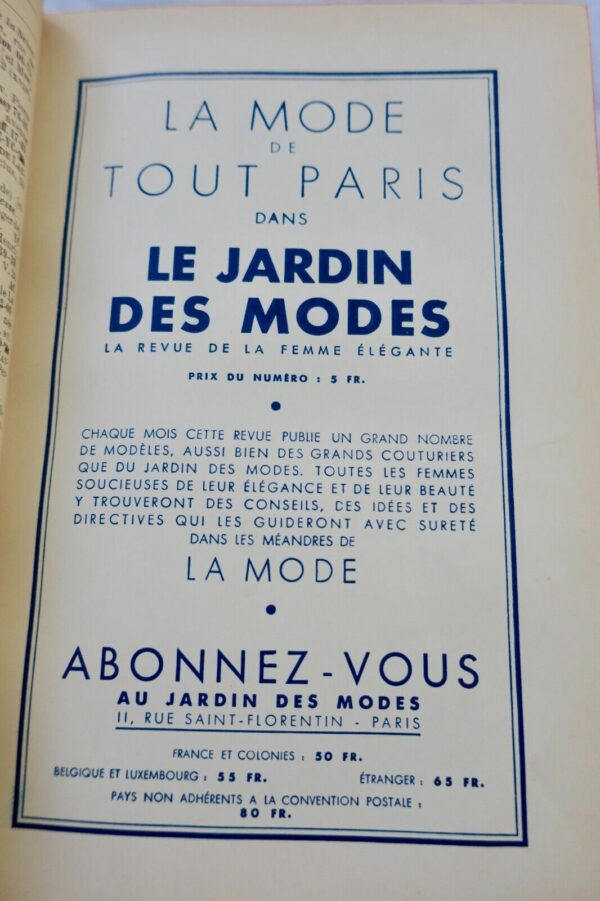 LA MODE
DE
TOUT PARIS
DANS
LE JARDIN
DES MODES
LA REVUE DE LA FEMME ÉLÉGANTE
PRIX DU NUMÉRO : 5 FR.
CHAQUE MOIS CETTE REVUE PUBLIE UN GRAND NOMBRE
DE MODÈLES, AUSSI BIEN DES GRANDS COUTURIERS
QUE DU JARDIN DES MODES. TOUTES LES FEMMES
SOUCIEUSES DE LEUR ÉLÉGANCE ET DE LEUR BEAUTÉ
Y TROUVERONT DES CONSEILS, DES IDÉES ET DES
DIRECTIVES QUI LES GUIDERONT AVEC SURETÉ
DANS LES MÉANDRES DE
LA MODE
ABONNEZ-VOUS
AU JARDIN DES MODES
11, RUE SAINT-FLORENTIN - PARIS
FRANCE ET COLONIES : 50 FR.
BELGIQUE ET LUXEMBOURG : 55 FR. ÉTRANGER : 65 FR.
PAYS NON ADHÉRENTS A LA CONVENTION POSTALE :
80 FR.